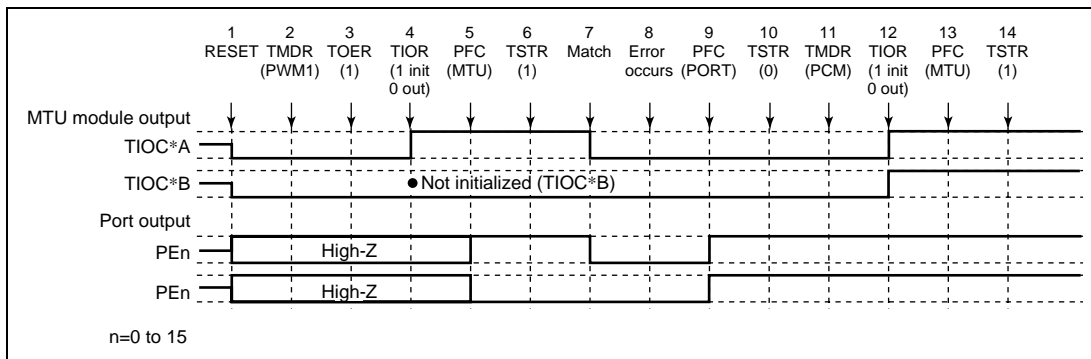 1 2 3 4 5 6 7 8 9 10 11 12 13 14
RESET TMDR TOER TIOR PFC TSTR Match Error PFC TSTR TMDR TIOR PFC TSTR
(PWM1) (1) (1 init (MTU) (1) occurs (PORT) (0) (PCM) (1 init (MTU) (1)
0 out) 0 out)
MTU module output
TIOC*A
TIOC*B
● Not initialized (TIOC*B)
Port output
PEn
High-Z
PEn
High-Z
n=0 to 15